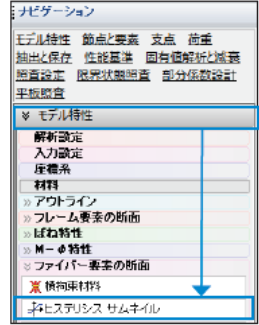 ナビゲーション
モデル特性 節点と要素 支点 荷重
抽出と保存 性能基準 固有値解析と減衰
照査設定 限界状態照査 部分係数設計
平板照査
モデル特性
解析設定
入力設定
座標系
材料
アウトライン
フレーム要素の断面
ばね特性
M-φ特性
ファイバー要素の断面
横拘束材料
ヒステリシス サムネイル